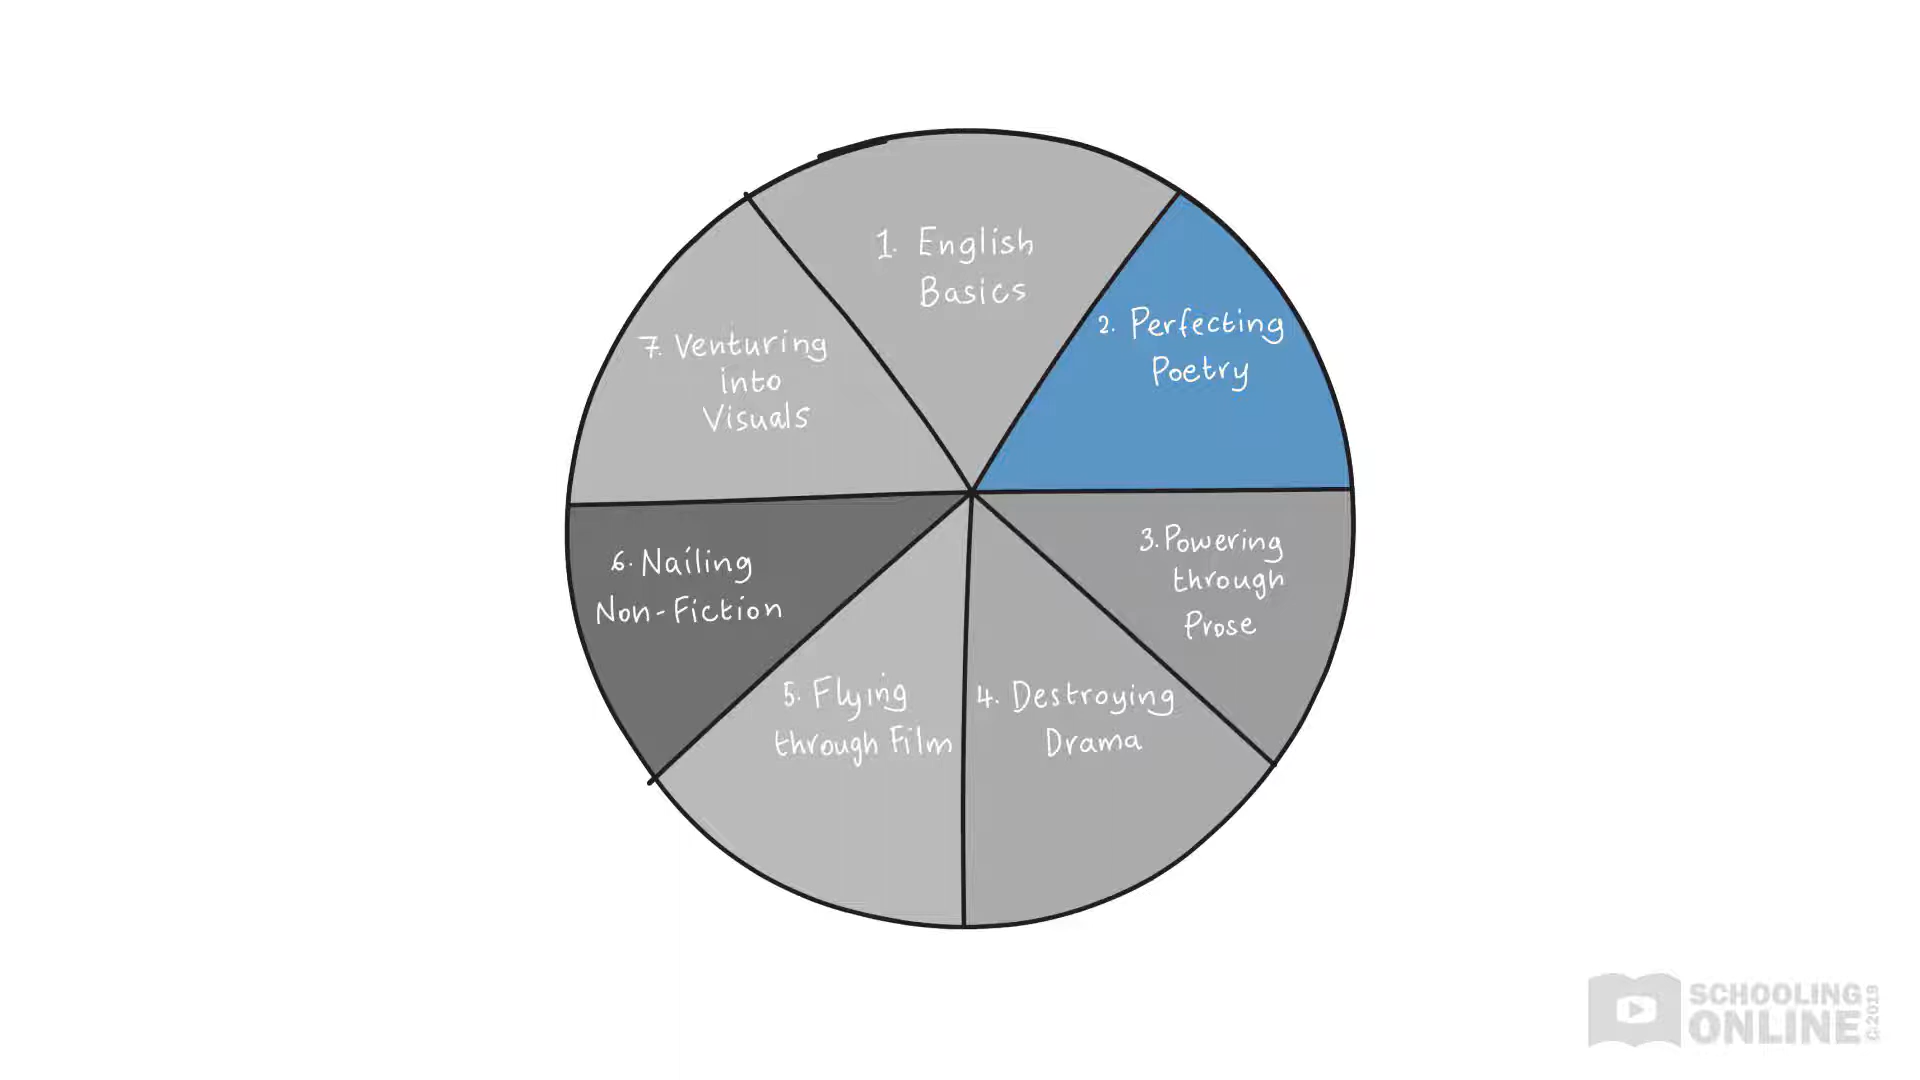 1. English
Basics
2. Perfecting
Poetry
3. Powering
through
Prose
4. Destroying
Drama
5. Flying
through Film
6. Nailing
Non-Fiction
7. Venturing
into
Visuals
SCHOOLING
ONLINE
©2019